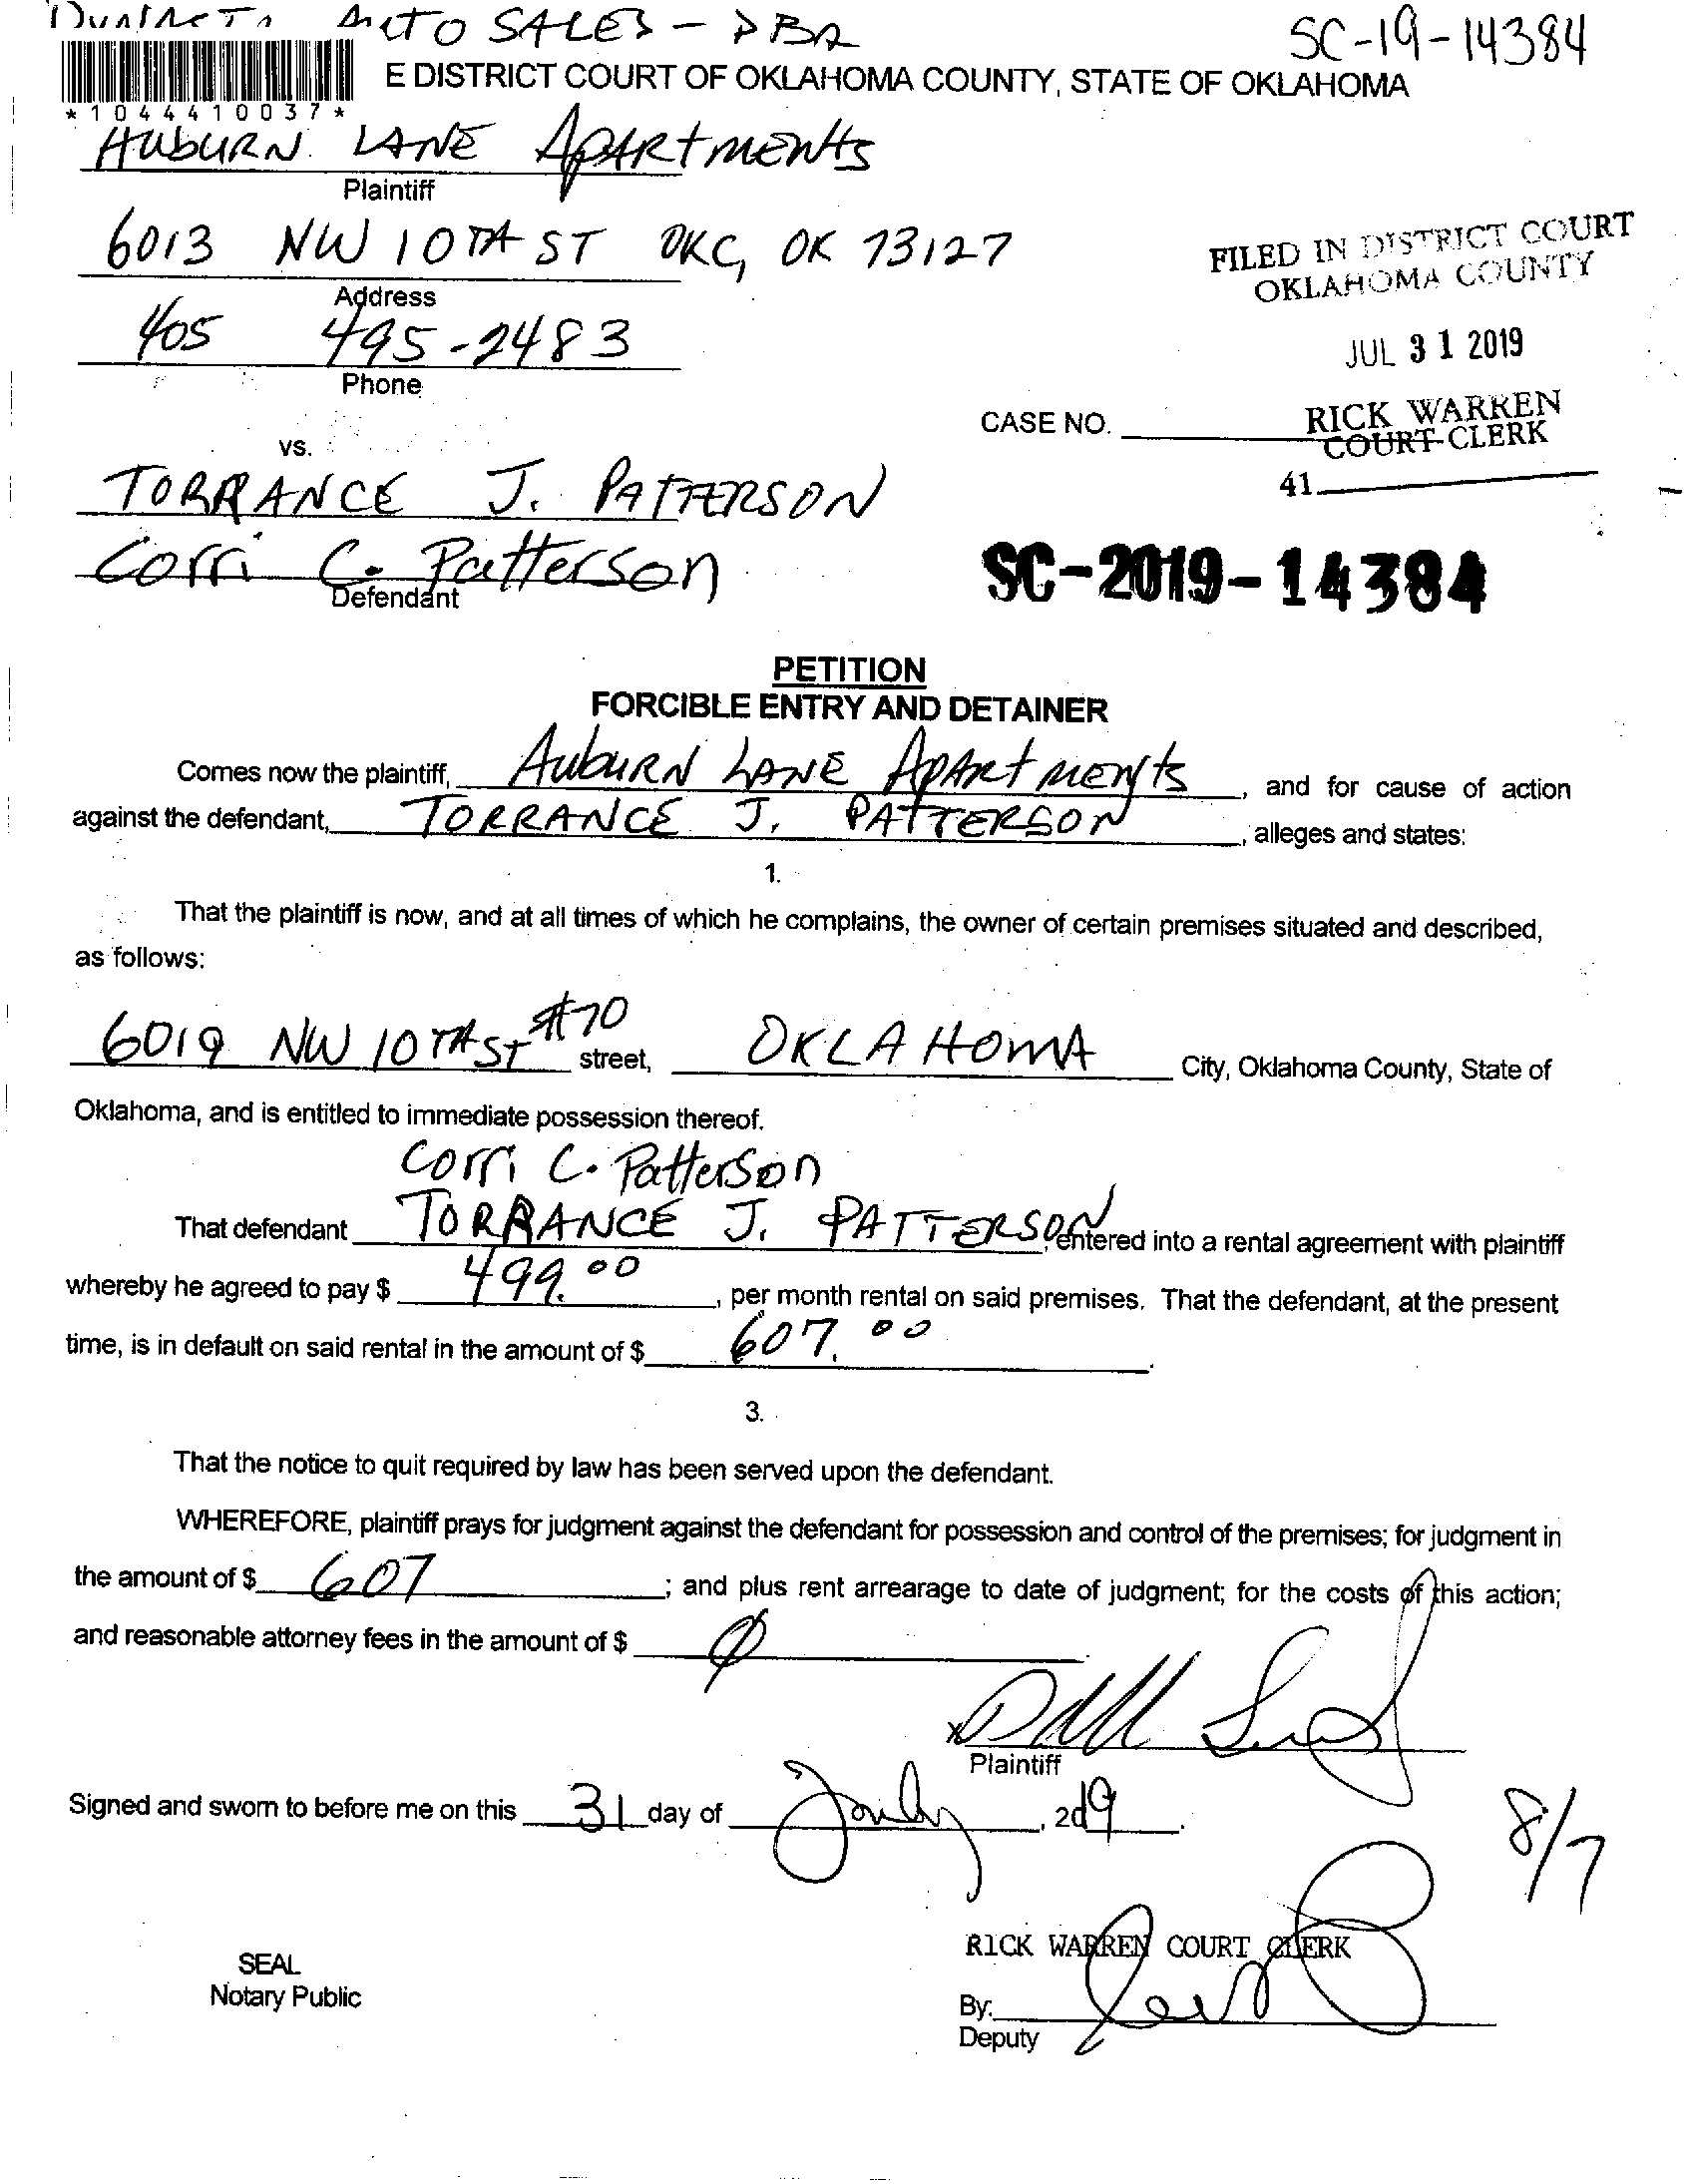 AUTO SALES - DBA
SC-19-14384
E DISTRICT COURT OF OKLAHOMA COUNTY, STATE OF OKLAHOMA
*1044410037*
AUBURN LANE APARTMENTS
Plaintiff
6013 NW 10TH ST OKC, OK 73127
Address
405 495-2483
Phone
FILED IN DISTRICT COURT
OKLAHOMA COUNTY
JUL 31 2019
RICK WARREN
COURT CLERK
41
CASE NO.
vs.
TORRANCE J. PATTERSON
Corri C. Patterson
Defendant
SC-2019-14384
PETITION
FORCIBLE ENTRY AND DETAINER
Comes now the plaintiff, AUBURN LANE APARTMENTS, and for cause of action
against the defendant, TORRANCE J. PATTERSON, alleges and states:
1.
That the plaintiff is now, and at all times of which he complains, the owner of certain premises situated and described,
as follows:
6019 NW 10TH ST #70 street, OKLAHOMA City, Oklahoma County, State of
Oklahoma, and is entitled to immediate possession thereof.
Corri C. Patterson
That defendant TORRANCE J. PATTERSON, entered into a rental agreement with plaintiff
whereby he agreed to pay $ 499.00, per month rental on said premises. That the defendant, at the present
time, is in default on said rental in the amount of $ 607.00.
3.
That the notice to quit required by law has been served upon the defendant.
WHEREFORE, plaintiff prays for judgment against the defendant for possession and control of the premises; for judgment in
the amount of $ 607; and plus rent arrearage to date of judgment; for the costs of this action;
and reasonable attorney fees in the amount of $ Ø.
X
Plaintiff
Signed and sworn to before me on this 31 day of July, 2019.
8/7
RICK WARREN COURT CLERK
SEAL
Notary Public
By:
Deputy